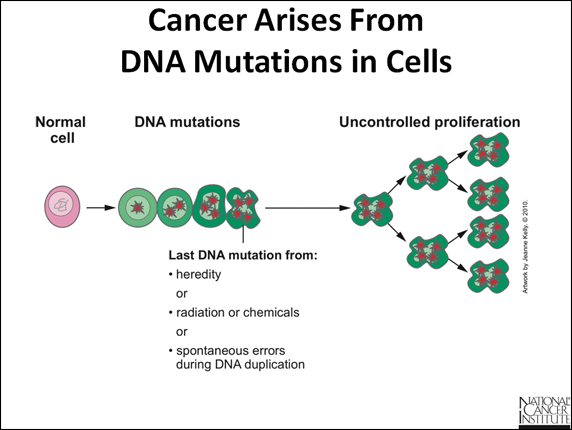 Cancer Arises From
DNA Mutations in Cells
Normal
cell
DNA mutations
Uncontrolled proliferation
Last DNA mutation from:
• heredity
or
• radiation or chemicals
or
• spontaneous errors
during DNA duplication
Artwork by Jeanne Kelly. © 2010.
NATIONAL
CANCER
INSTITUTE